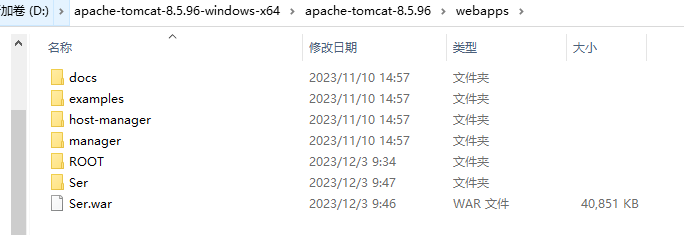 加卷 (D:) › apache-tomcat-8.5.96-windows-x64 › apache-tomcat-8.5.96 › webapps ›
名称 修改日期 类型 大小
docs 2023/11/10 14:57 文件夹
examples 2023/11/10 14:57 文件夹
host-manager 2023/11/10 14:57 文件夹
manager 2023/11/10 14:57 文件夹
ROOT 2023/12/3 9:34 文件夹
Ser 2023/12/3 9:47 文件夹
Ser.war 2023/12/3 9:46 WAR 文件 40,851 KB